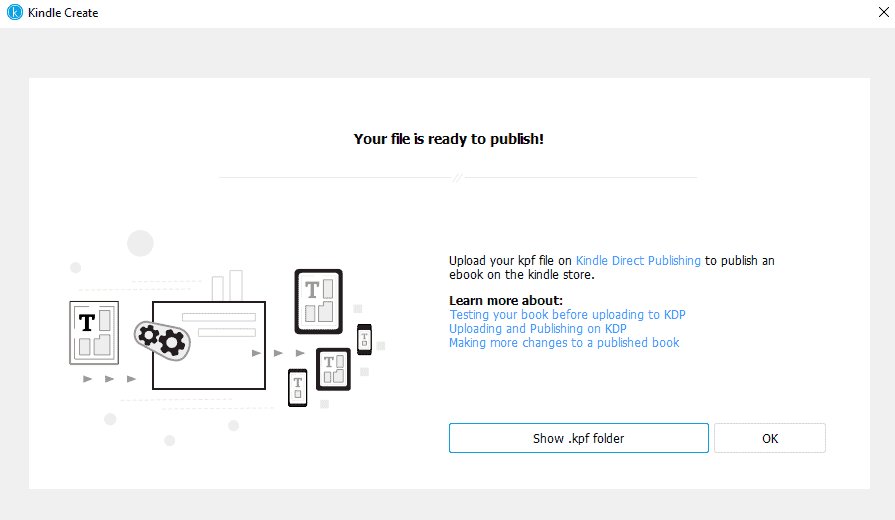 Kindle Create
Your file is ready to publish!
Upload your kpf file on Kindle Direct Publishing to publish an
ebook on the kindle store.
Learn more about:
Testing your book before uploading to KDP
Uploading and Publishing on KDP
Making more changes to a published book
T
T
T
T
T
Show .kpf folder
OK